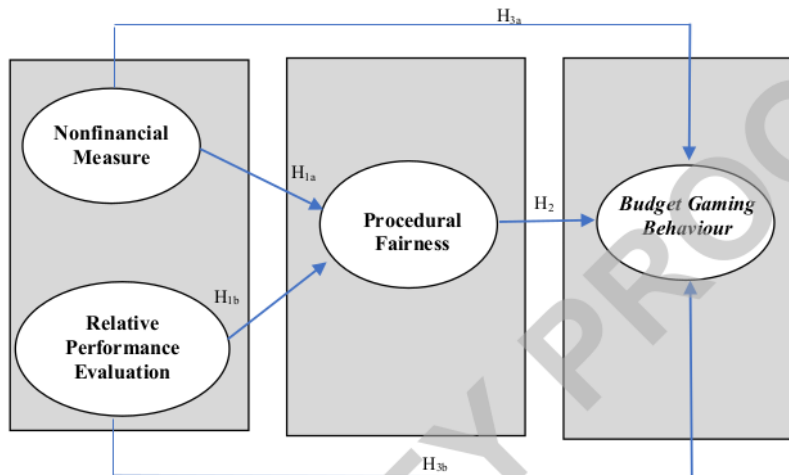 H3a
Nonfinancial
Measure
H1a
Procedural
Fairness
H2
Budget Gaming
Behaviour
H1b
Relative
Performance
Evaluation
H3b